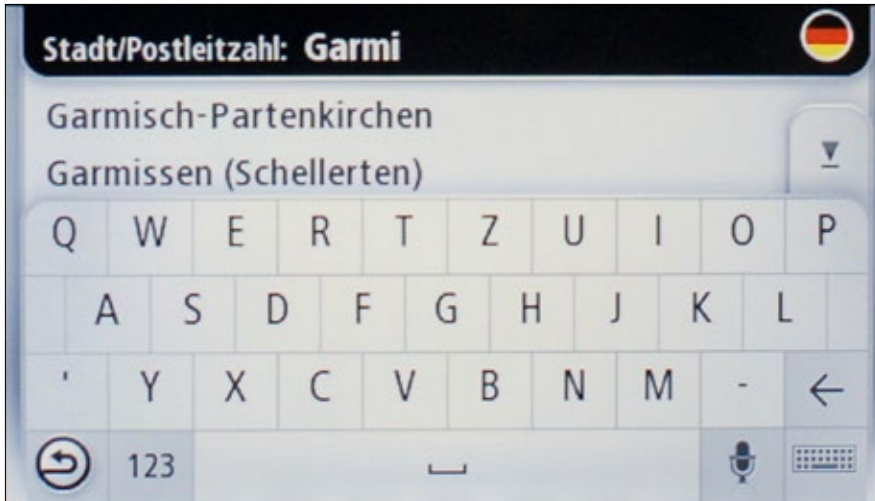 Stadt/Postleitzahl: Garmi
Garmisch-Partenkirchen
Garmissen (Schellerten)
Q W E R T Z U I O P
A S D F G H J K L
' Y X C V B N M -
123